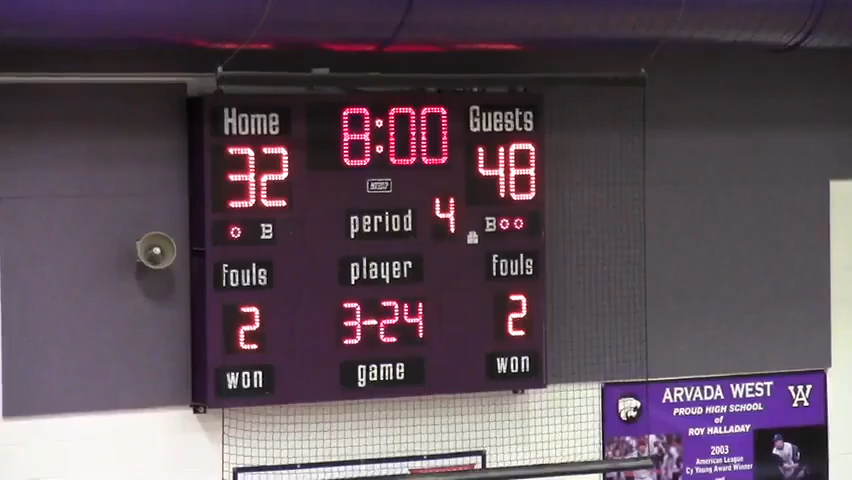 Home 8:00 Guests
32 48
period 4
B B
fouls player fouls
2 3-24 2
won game won
ARVADA WEST AW
PROUD HIGH SCHOOL
of
ROY HALLADAY
2003
American League
Cy Young Award Winner